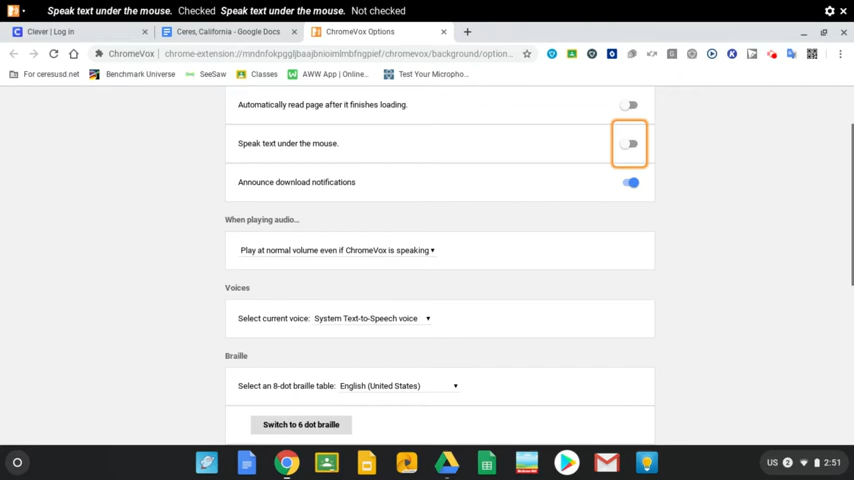 Speak text under the mouse. Checked Speak text under the mouse. Not checked
Clever | Log in
Ceres, California - Google Docs
ChromeVox Options
ChromeVox | chrome-extension://mndnfokpggljbaajbnioimlmbfngpief/chromevox/background/option...
For ceresusd.net
Benchmark Universe
SeeSaw
Classes
AWW App | Online...
Test Your Micropho...
Automatically read page after it finishes loading.
Speak text under the mouse.
Announce download notifications
When playing audio...
Play at normal volume even if ChromeVox is speaking
Voices
Select current voice: System Text-to-Speech voice
Braille
Select an 8-dot braille table: English (United States)
Switch to 6 dot braille
US 2 2:51